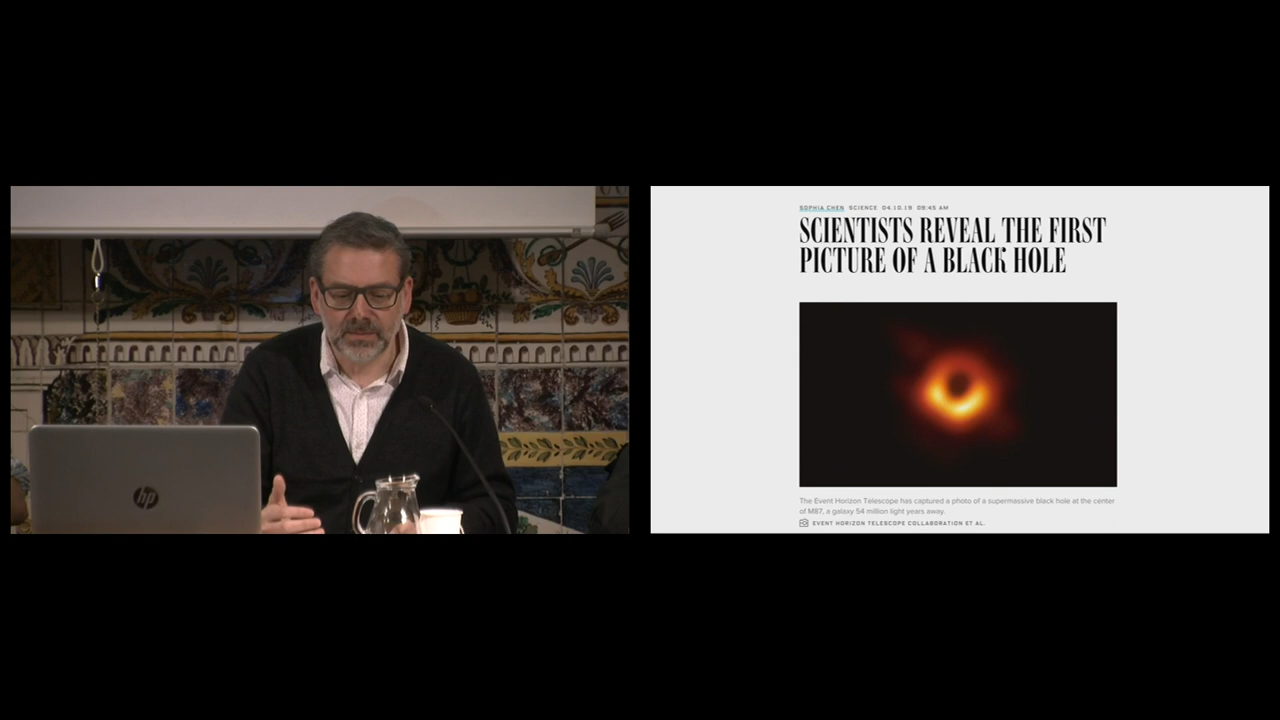 hp
SOPHIA CHEN SCIENCE 04.10.19 09:45 AM
SCIENTISTS REVEAL THE FIRST
PICTURE OF A BLACK HOLE
The Event Horizon Telescope has captured a photo of a supermassive black hole at the center
of M87, a galaxy 54 million light years away.
EVENT HORIZON TELESCOPE COLLABORATION ET AL.